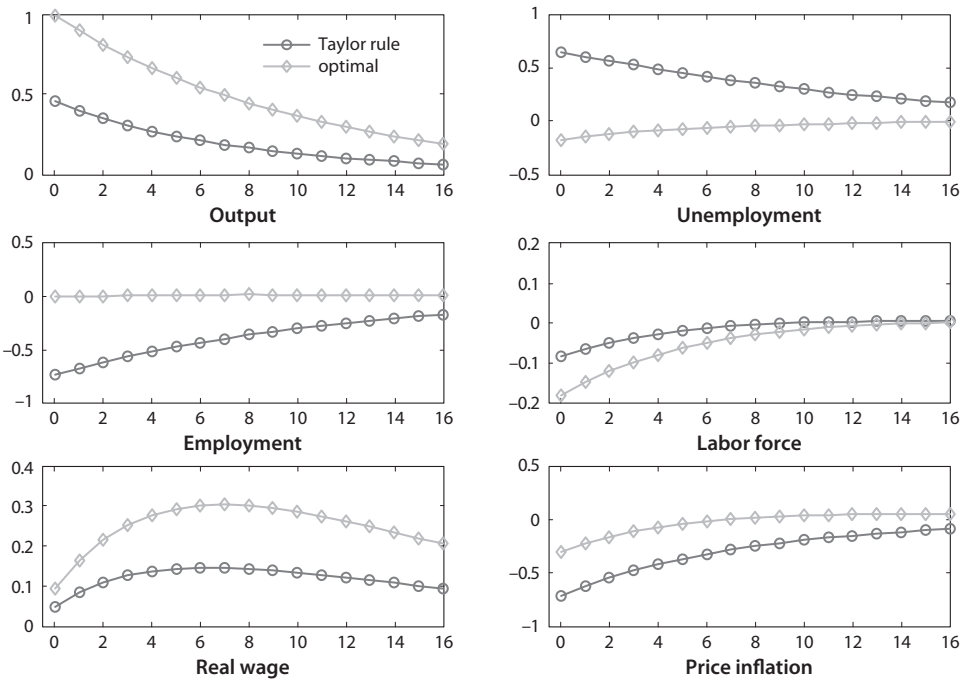 1
0.5
0
Taylor rule
optimal
0 2 4 6 8 10 12 14 16
Output
1
0.5
0
–0.5
0 2 4 6 8 10 12 14 16
Unemployment
0.5
0
–0.5
–1
0 2 4 6 8 10 12 14 16
Employment
0.2
0.1
0
–0.1
–0.2
0 2 4 6 8 10 12 14 16
Labor force
0.4
0.3
0.2
0.1
0
0 2 4 6 8 10 12 14 16
Real wage
0.5
0
–0.5
–1
0 2 4 6 8 10 12 14 16
Price inflation